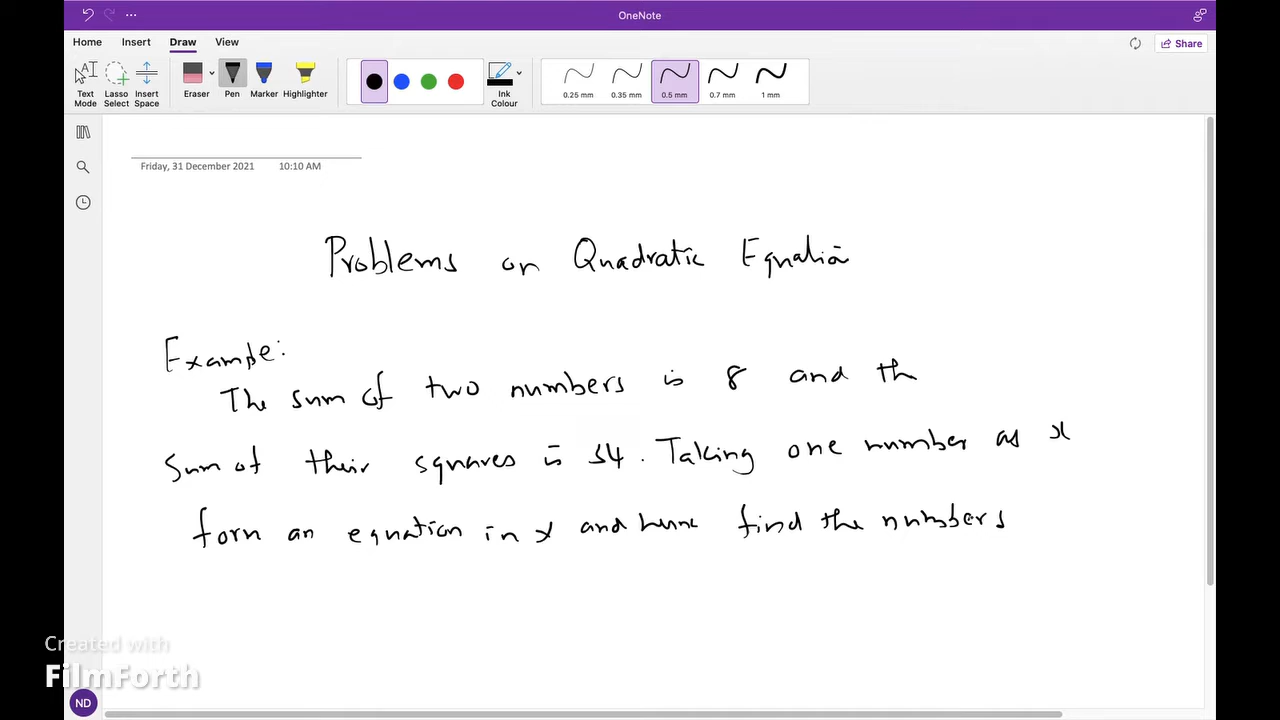 OneNote
Home Insert Draw View
Share
Text Mode Lasso Select Insert Space Eraser Pen Marker Highlighter Ink Colour 0.25 mm 0.35 mm 0.5 mm 0.7 mm 1 mm
Friday, 31 December 2021 10:10 AM
Problems on Quadratic Equation
Example:
The sum of two numbers is 8 and th
sum of their squares is 34. Taking one number as x
form an equation in x and hence find the numbers
Created with
FilmForth
ND